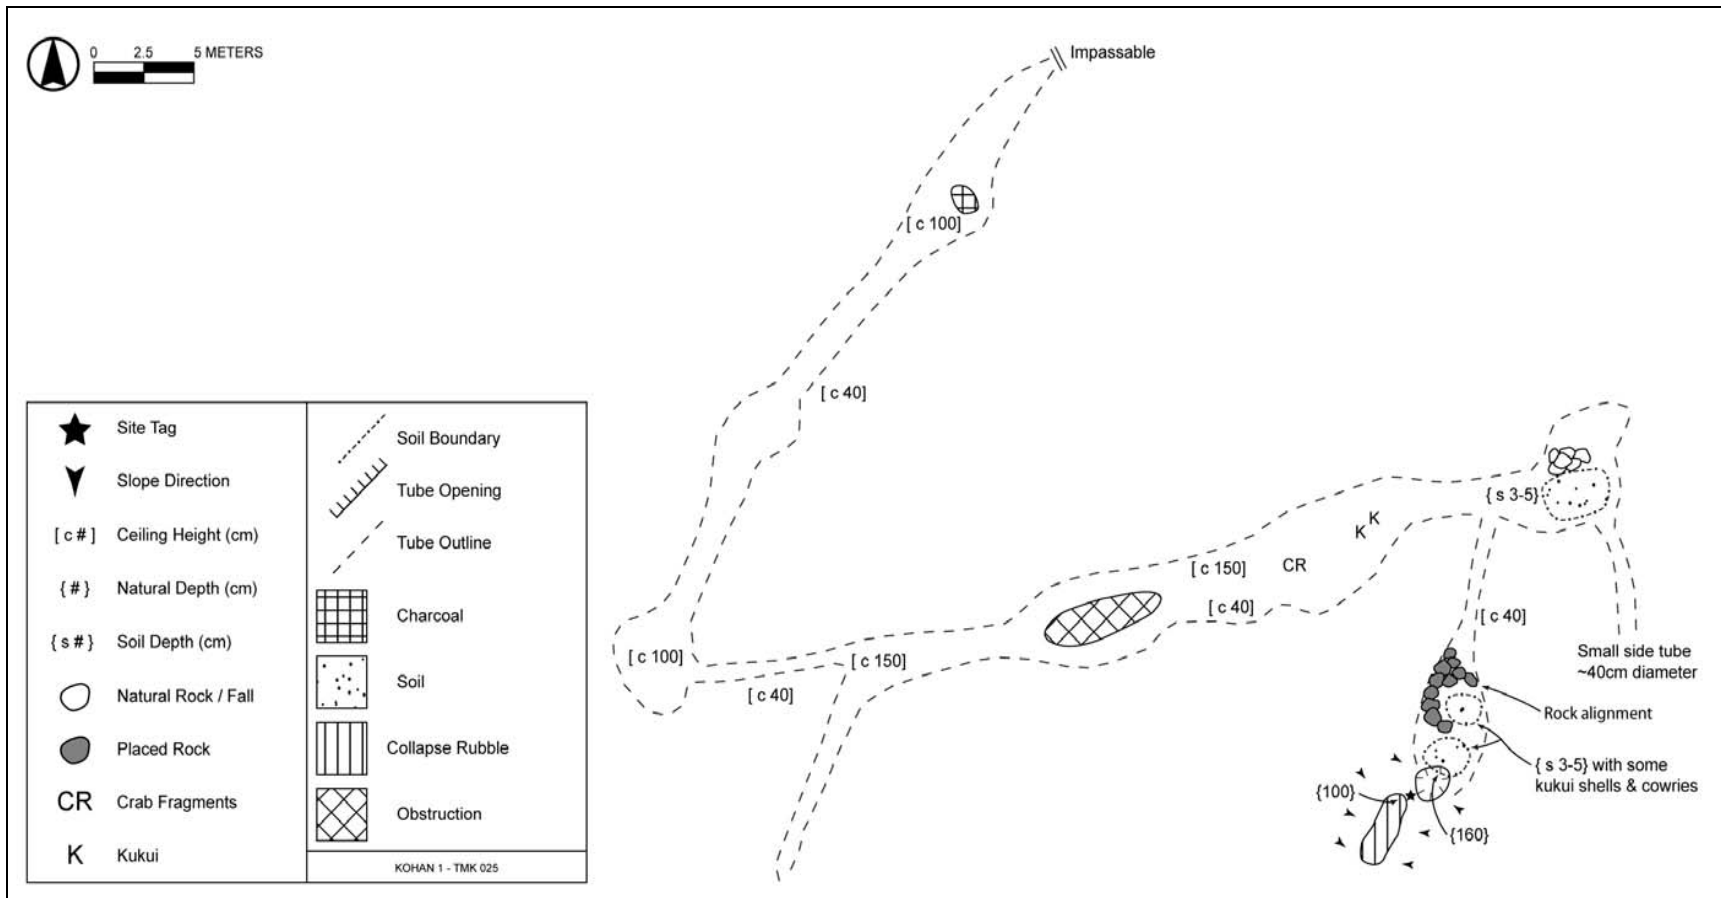 0 2.5 5 METERS
Impassable
[ c 100]
[ c 40]
{ s 3-5}
K
K
[ c 150]
CR
[ c 40]
[ c 40]
[ c 100]
[ c 150]
[ c 40]
Small side tube
~40cm diameter
Rock alignment
{ s 3-5} with some
kukui shells & cowries
{100}
{160}
Site Tag
Slope Direction
[ c # ] Ceiling Height (cm)
{ # } Natural Depth (cm)
{ s # } Soil Depth (cm)
Natural Rock / Fall
Placed Rock
CR Crab Fragments
K Kukui
Soil Boundary
Tube Opening
Tube Outline
Charcoal
Soil
Collapse Rubble
Obstruction
KOHAN 1 - TMK 025